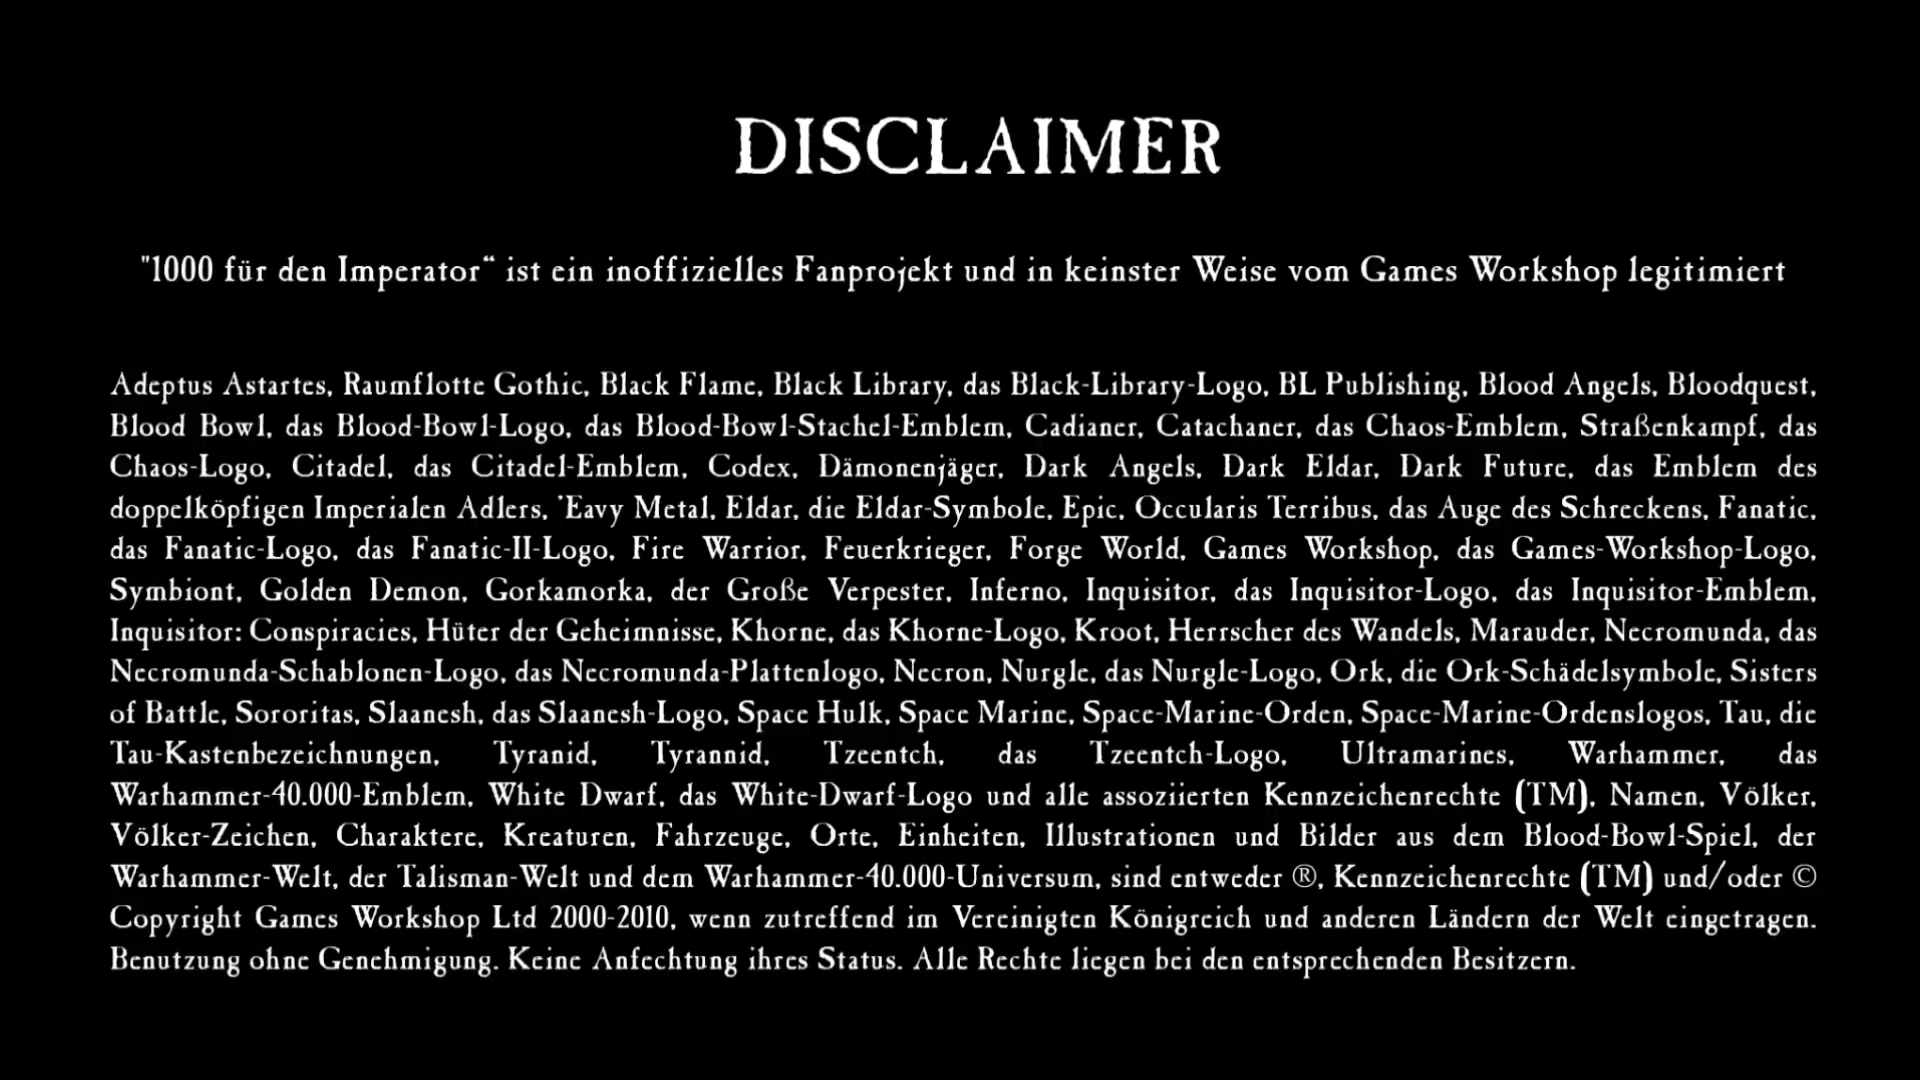 DISCLAIMER
"1000 für den Imperator“ ist ein inoffizielles Fanprojekt und in keinster Weise vom Games Workshop legitimiert
Adeptus Astartes, Raumflotte Gothic, Black Flame, Black Library, das Black-Library-Logo, BL Publishing, Blood Angels, Bloodquest,
Blood Bowl, das Blood-Bowl-Logo, das Blood-Bowl-Stachel-Emblem, Cadianer, Catachaner, das Chaos-Emblem, Straßenkampf, das
Chaos-Logo, Citadel, das Citadel-Emblem, Codex, Dämonenjäger, Dark Angels, Dark Eldar, Dark Future, das Emblem des
doppelköpfigen Imperialen Adlers, 'Eavy Metal, Eldar, die Eldar-Symbole, Epic, Occularis Terribus, das Auge des Schreckens, Fanatic,
das Fanatic-Logo, das Fanatic-II-Logo, Fire Warrior, Feuerkrieger, Forge World, Games Workshop, das Games-Workshop-Logo,
Symbiont, Golden Demon, Gorkamorka, der Große Verpester, Inferno, Inquisitor, das Inquisitor-Logo, das Inquisitor-Emblem,
Inquisitor: Conspiracies, Hüter der Geheimnisse, Khorne, das Khorne-Logo, Kroot, Herrscher des Wandels, Marauder, Necromunda, das
Necromunda-Schablonen-Logo, das Necromunda-Plattenlogo, Necron, Nurgle, das Nurgle-Logo, Ork, die Ork-Schädelsymbole, Sisters
of Battle, Sororitas, Slaanesh, das Slaanesh-Logo, Space Hulk, Space Marine, Space-Marine-Orden, Space-Marine-Ordenslogos, Tau, die
Tau-Kastenbezeichnungen, Tyranid, Tyrannid, Tzeentch, das Tzeentch-Logo, Ultramarines, Warhammer, das
Warhammer-40.000-Emblem, White Dwarf, das White-Dwarf-Logo und alle assoziierten Kennzeichenrechte (TM), Namen, Völker,
Völker-Zeichen, Charaktere, Kreaturen, Fahrzeuge, Orte, Einheiten, Illustrationen und Bilder aus dem Blood-Bowl-Spiel, der
Warhammer-Welt, der Talisman-Welt und dem Warhammer-40.000-Universum, sind entweder ®, Kennzeichenrechte (TM) und/oder ©
Copyright Games Workshop Ltd 2000-2010, wenn zutreffend im Vereinigten Königreich und anderen Ländern der Welt eingetragen.
Benutzung ohne Genehmigung. Keine Anfechtung ihres Status. Alle Rechte liegen bei den entsprechenden Besitzern.